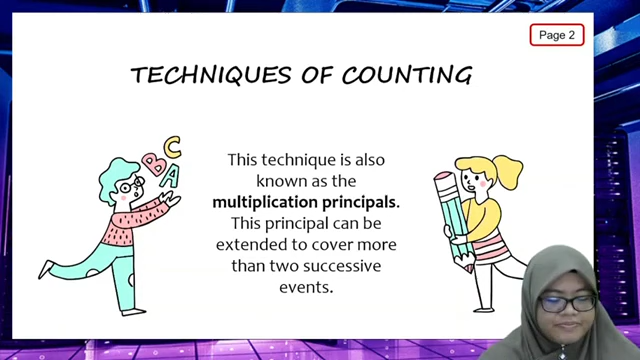 Page 2
TECHNIQUES OF COUNTING
B C
A
This technique is also
known as the
multiplication principals.
This principal can be
extended to cover more
than two successive
events.